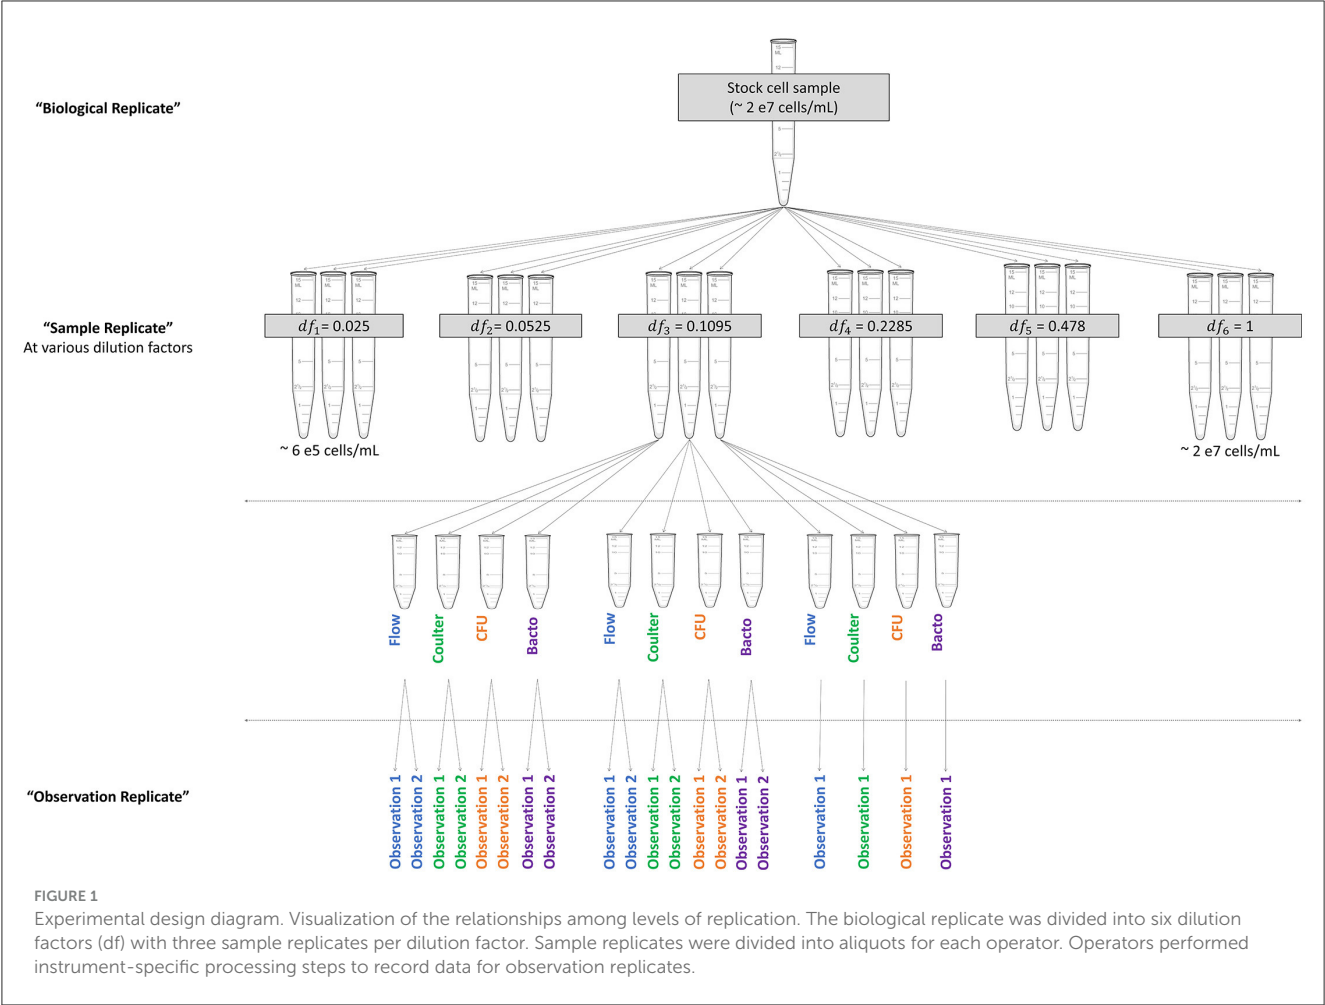 Stock cell sample
(~ 2 e7 cells/mL)
"Biological Replicate"
"Sample Replicate"
At various dilution factors
df1= 0.025
df2= 0.0525
df3 = 0.1095
df4 = 0.2285
df5 = 0.478
df6 = 1
~ 6 e5 cells/mL
~ 2 e7 cells/mL
Flow
Coulter
CFU
Bacto
Flow
Coulter
CFU
Bacto
Flow
Coulter
CFU
Bacto
"Observation Replicate"
Observation 1
Observation 2
Observation 1
Observation 2
Observation 1
Observation 2
Observation 1
Observation 2
Observation 1
Observation 2
Observation 1
Observation 2
Observation 1
Observation 2
Observation 1
Observation 2
Observation 1
Observation 1
Observation 1
Observation 1
FIGURE 1
Experimental design diagram. Visualization of the relationships among levels of replication. The biological replicate was divided into six dilution
factors (df) with three sample replicates per dilution factor. Sample replicates were divided into aliquots for each operator. Operators performed
instrument-specific processing steps to record data for observation replicates.